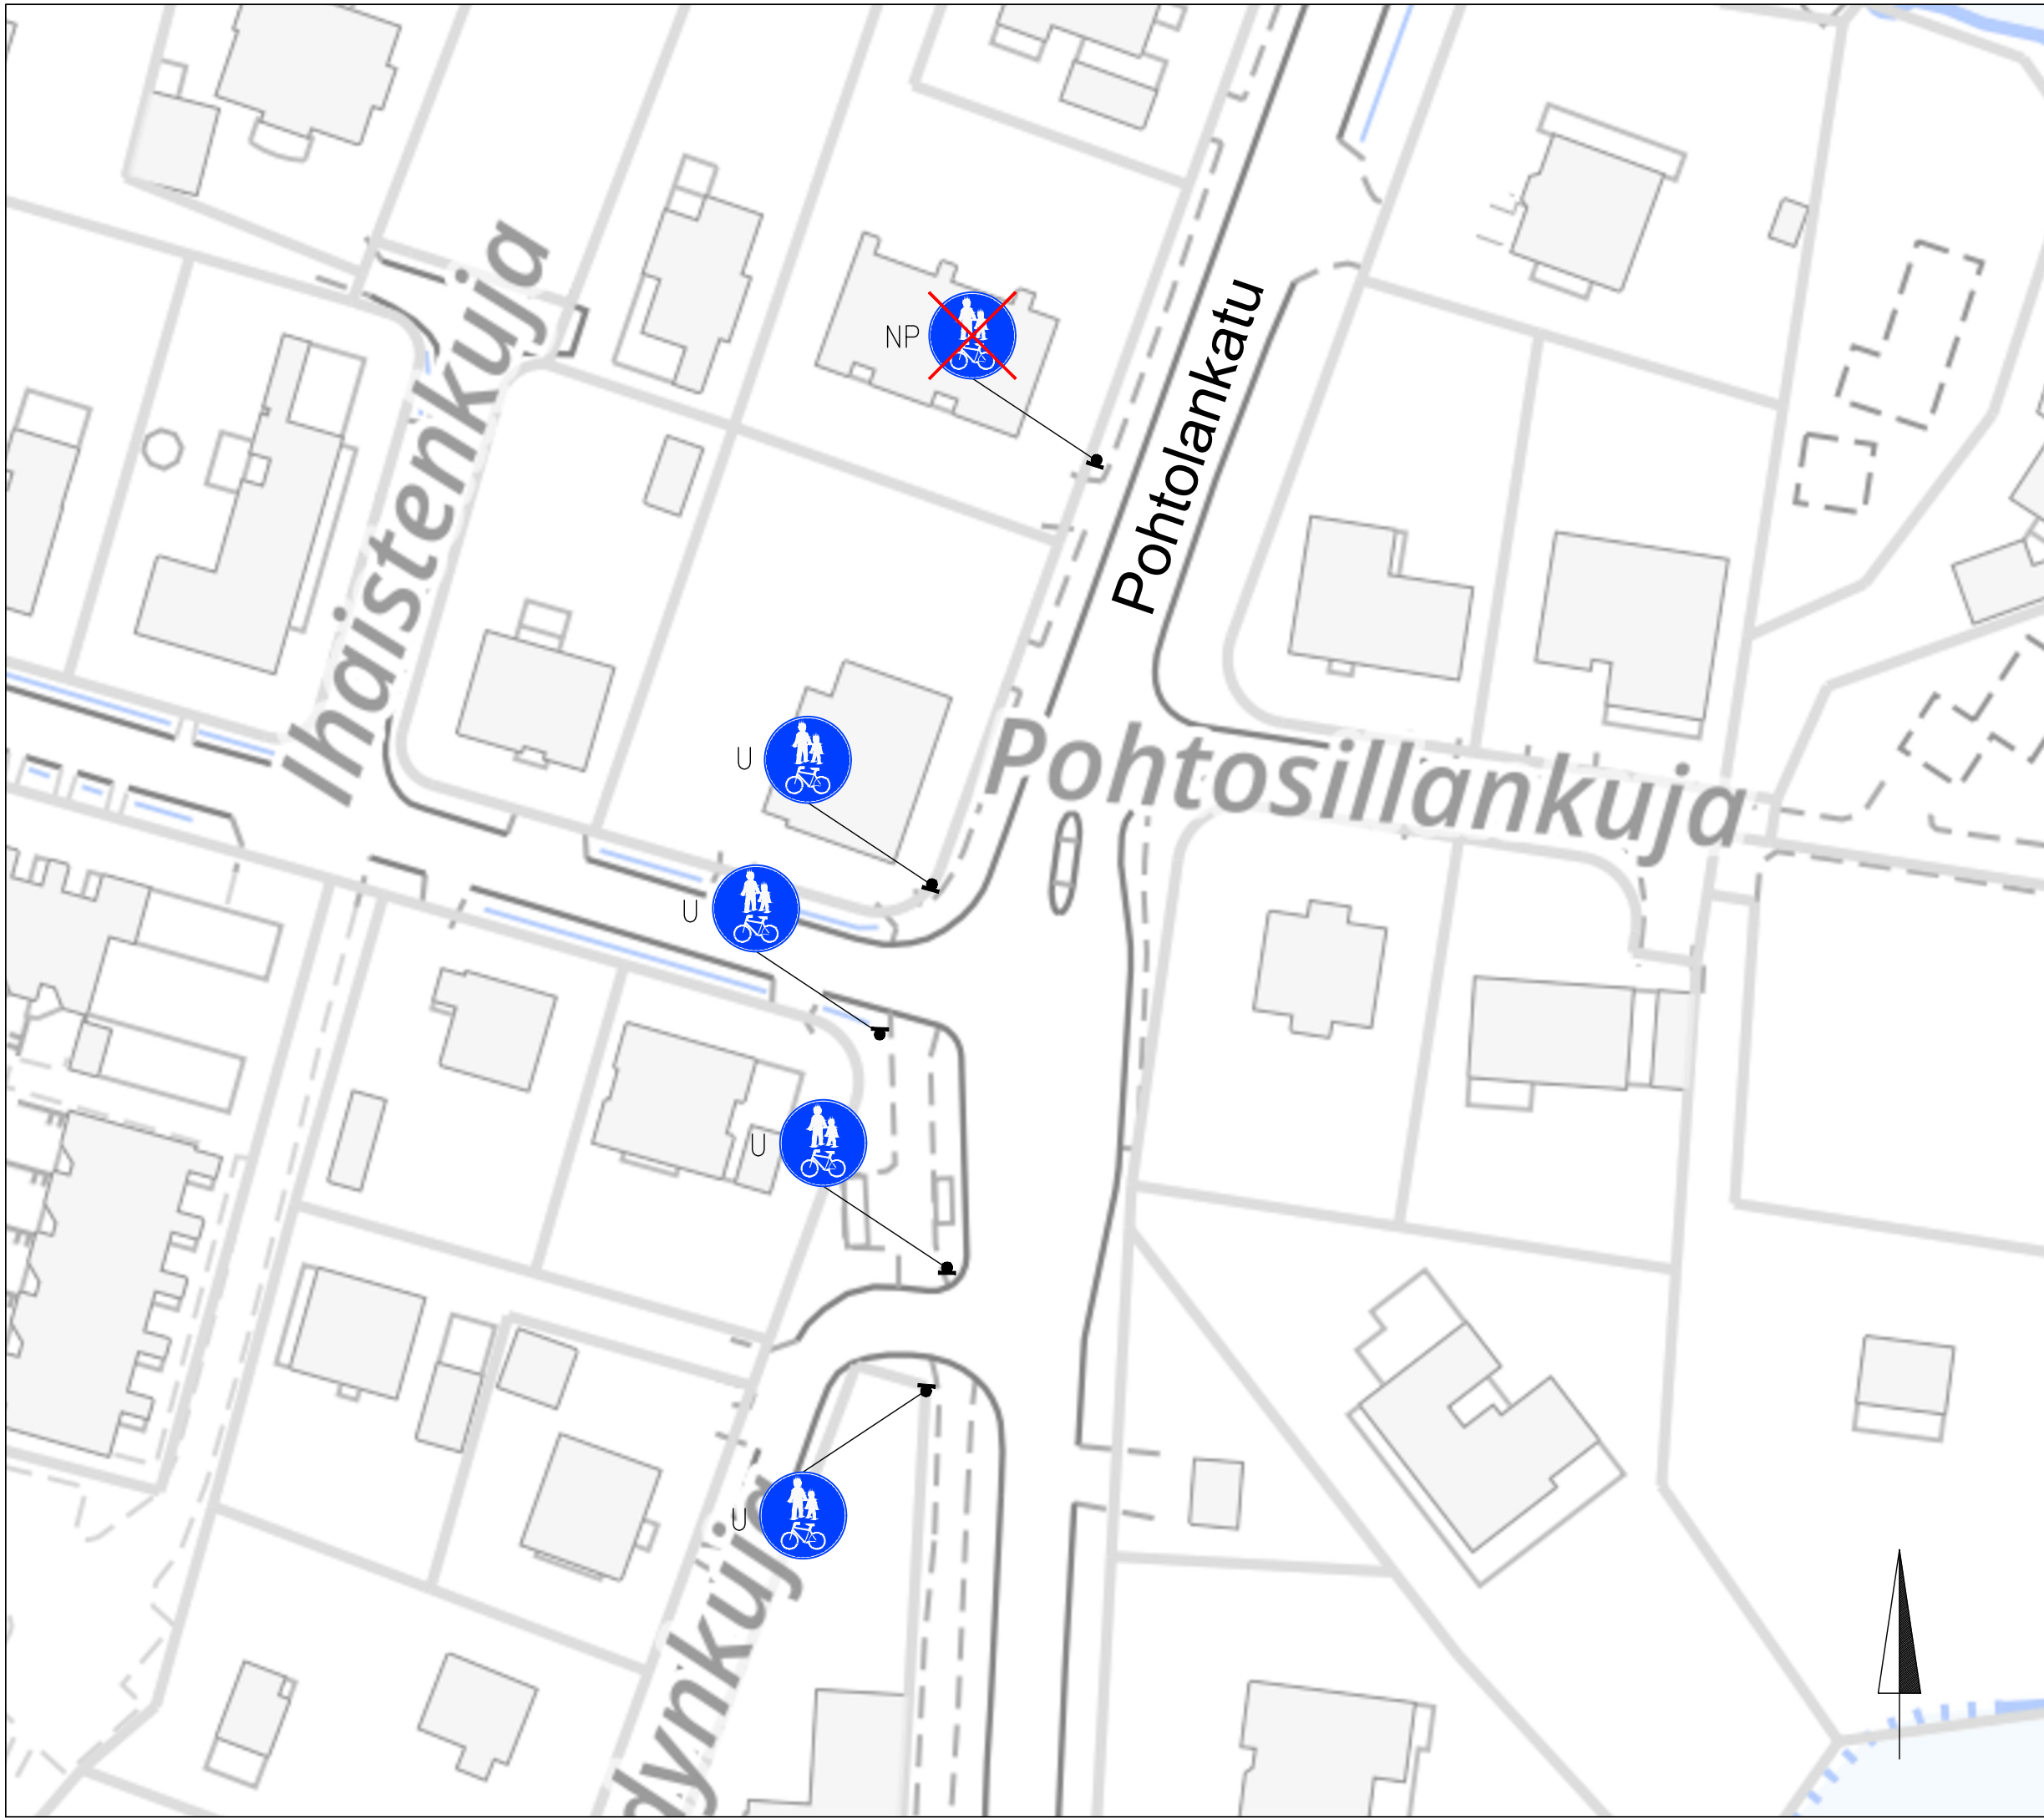 Ihaistenkuja
NP
Pohtolankatu
U
Pohtosillankuja
U
U
U
dynkuja